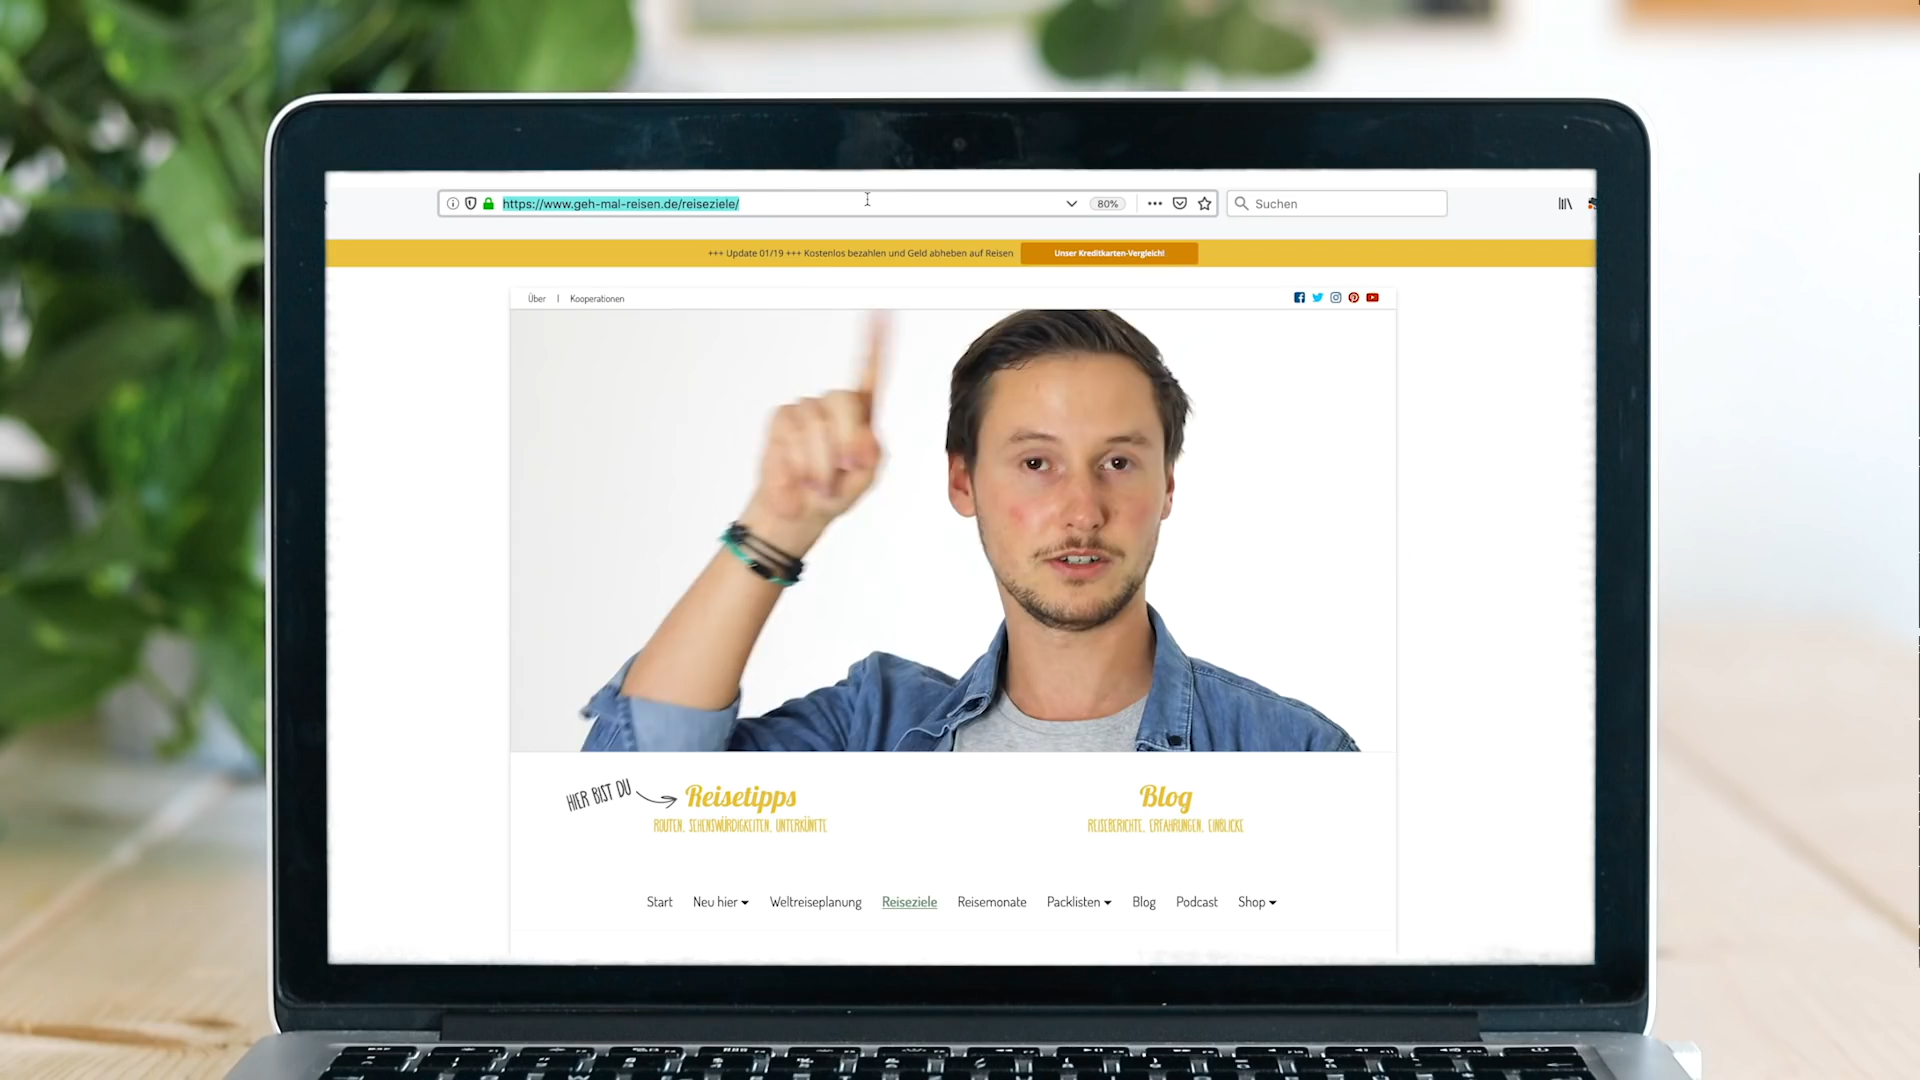 https://www.geh-mal-reisen.de/reiseziele/
80%
Suchen
+++ Update 01/19 +++ Kostenlos bezahlen und Geld abheben auf Reisen
Unser Kreditkarten-Vergleich!
Über | Kooperationen
HIER BIST DU
Reisetipps
ROUTEN, SEHENSWÜRDIGKEITEN, UNTERKÜNFTE
Blog
REISEBERICHTE, ERFAHRUNGEN, EINBLICKE
Start Neu hier Weltreiseplanung Reiseziele Reisemonate Packlisten Blog Podcast Shop